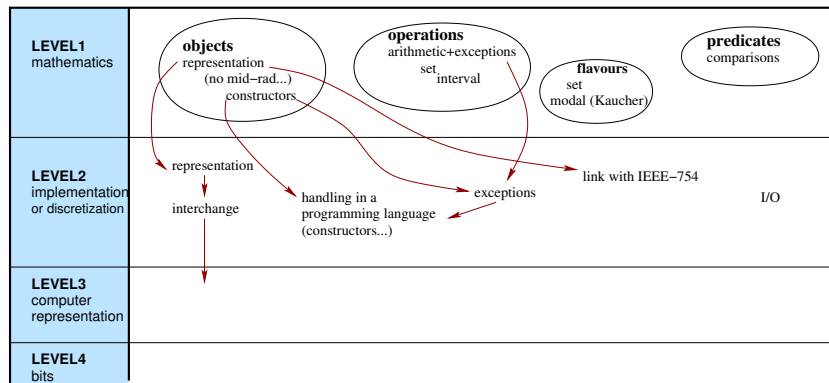 LEVEL1
mathematics
objects
representation
(no mid−rad...)
constructors
operations
arithmetic+exceptions
set
interval
flavours
set
modal (Kaucher)
predicates
comparisons
LEVEL2
implementation
or discretization
representation
interchange
handling in a
programming language
(constructors...)
exceptions
link with IEEE−754
I/O
LEVEL3
computer
representation
LEVEL4
bits